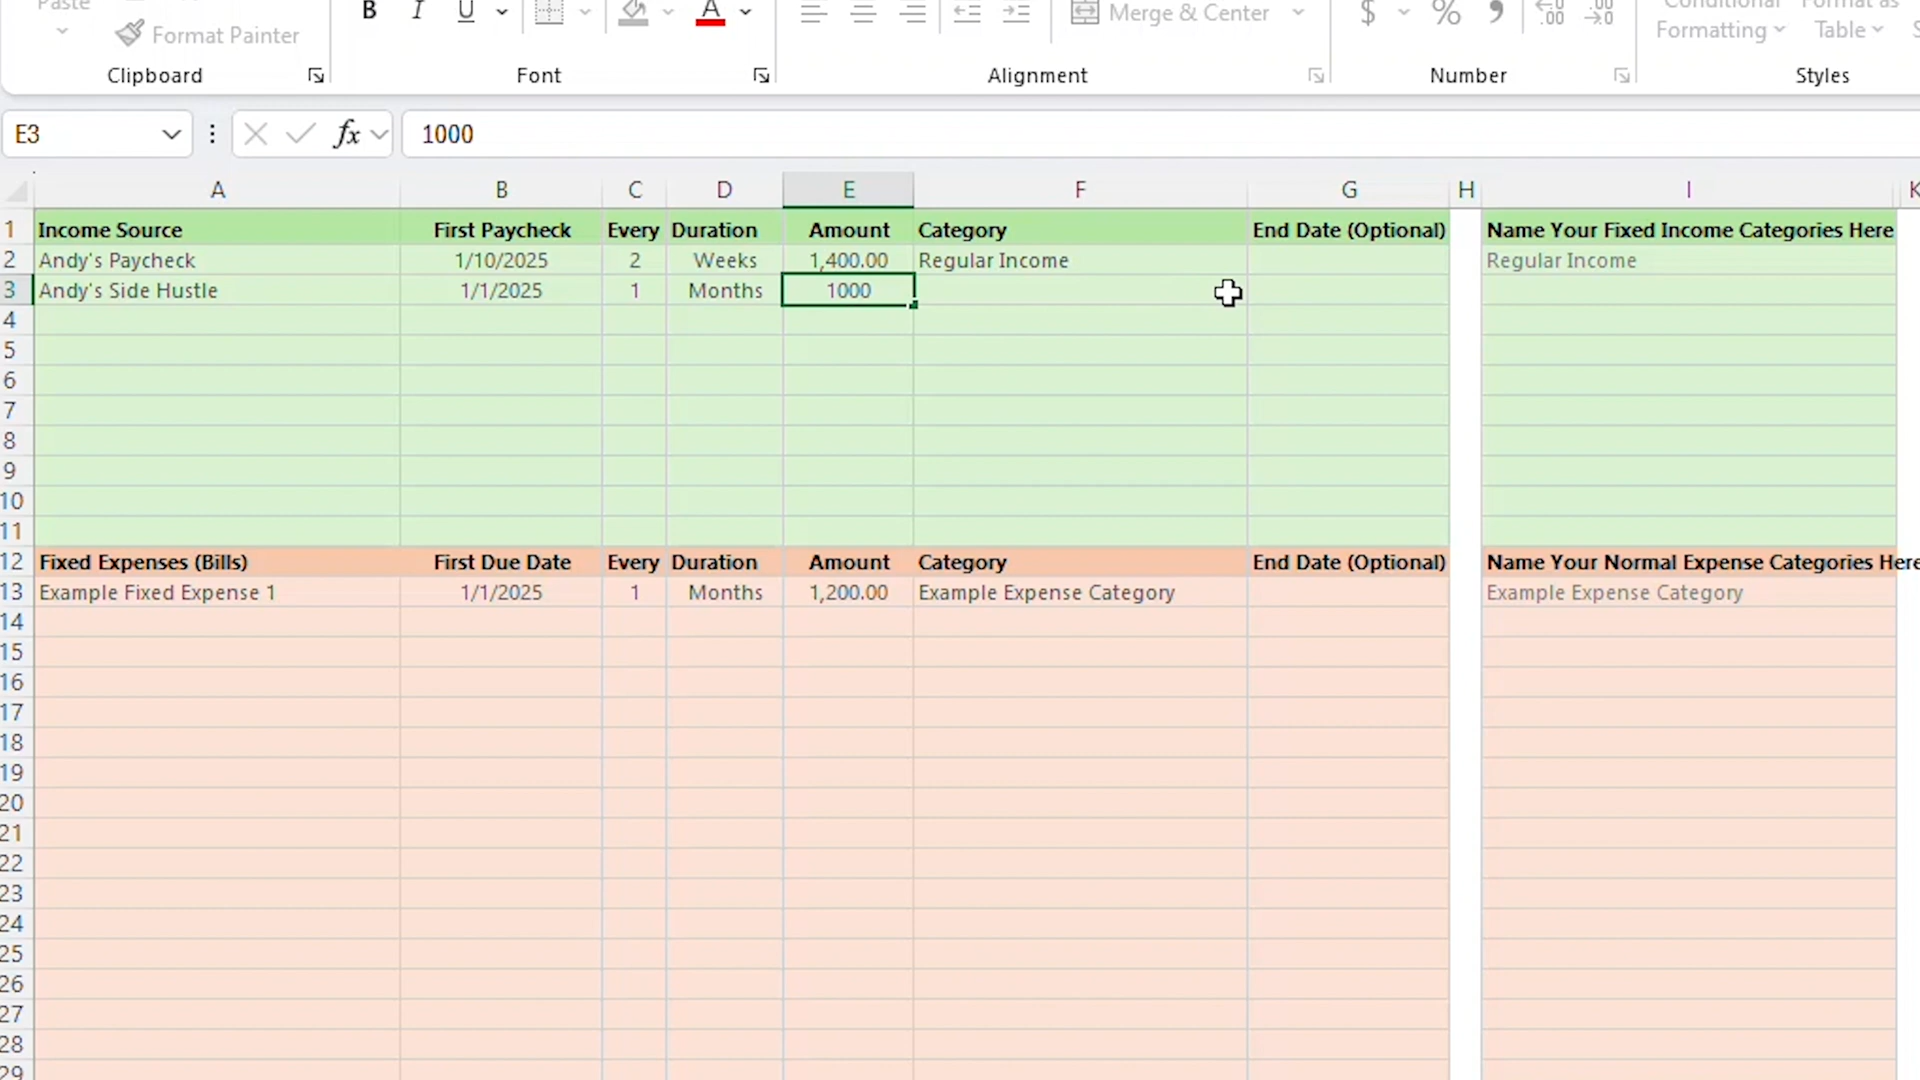 Paste
Format Painter
B I U A
Merge & Center
$ % 9
Conditional
Formatting
Format as
Table
Clipboard Font Alignment Number Styles
E3 fx 1000
A B C D E F G H I K
1 Income Source First Paycheck Every Duration Amount Category End Date (Optional) Name Your Fixed Income Categories Here
2 Andy's Paycheck 1/10/2025 2 Weeks 1,400.00 Regular Income Regular Income
3 Andy's Side Hustle 1/1/2025 1 Months 1000
4
5
6
7
8
9
10
11
12 Fixed Expenses (Bills) First Due Date Every Duration Amount Category End Date (Optional) Name Your Normal Expense Categories Here
13 Example Fixed Expense 1 1/1/2025 1 Months 1,200.00 Example Expense Category Example Expense Category
14
15
16
17
18
19
20
21
22
23
24
25
26
27
28
29